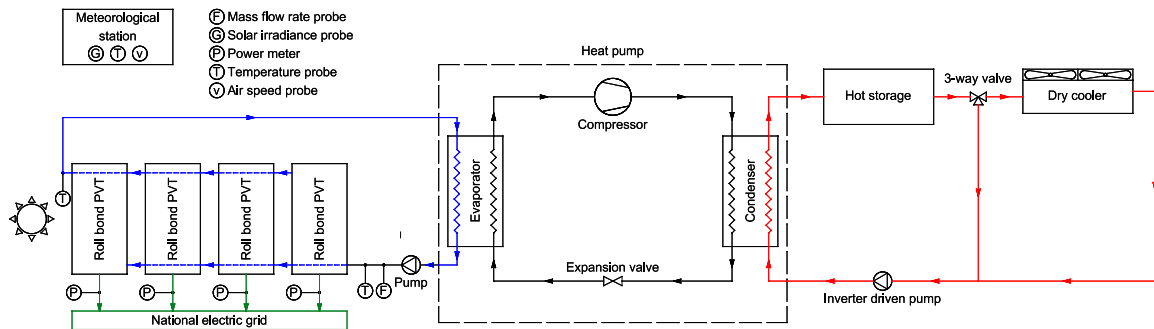 Meteorological
station
G T v
F Mass flow rate probe
G Solar irradiance probe
P Power meter
T Temperature probe
v Air speed probe
Heat pump
Compressor
Evaporator
Condenser
Expansion valve
Hot storage
3-way valve
Dry cooler
Inverter driven pump
Roll bond PVT
Roll bond PVT
Roll bond PVT
Roll bond PVT
T
T
F
Pump
P
P
P
P
National electric grid